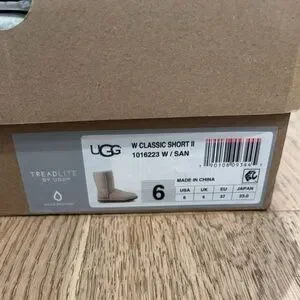 UGG
W CLASSIC SHORT II
1016223 W / SAN
TREADLITE
BY UGG™
6
MADE IN CHINA
USA UK EU JAPAN
6 4 37 23.0